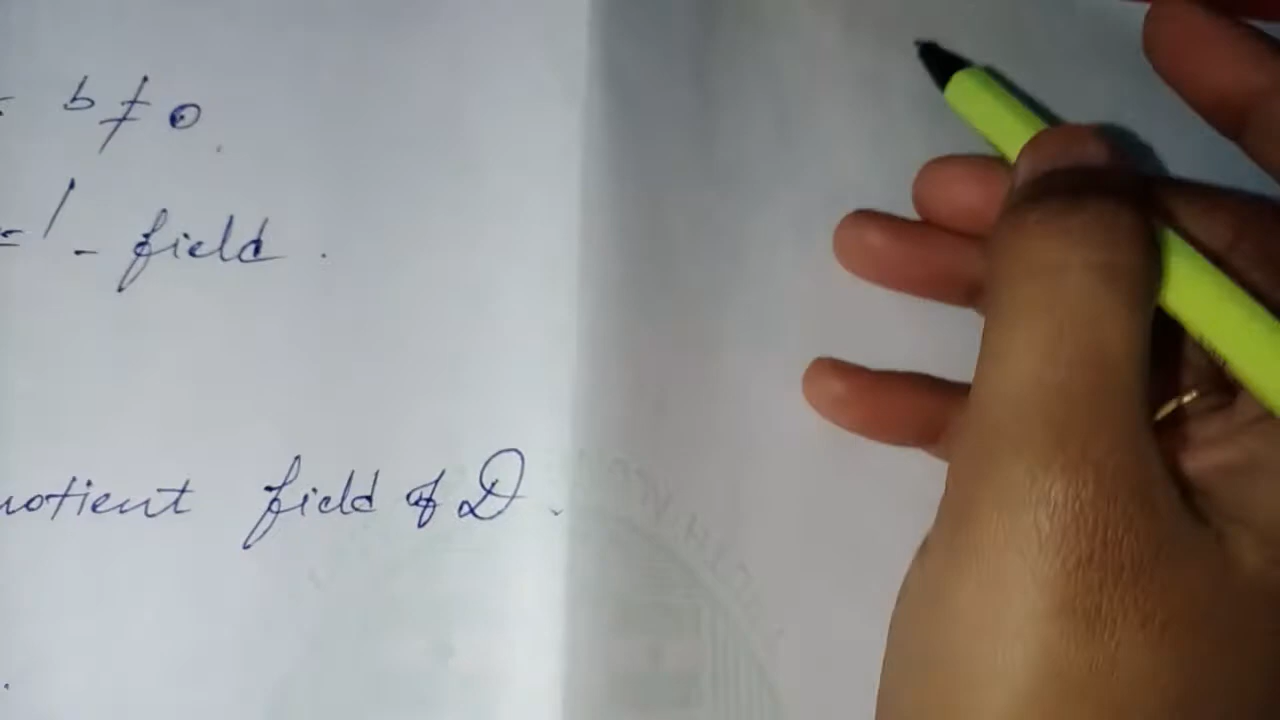 b ≠ 0
- field .
field of D .